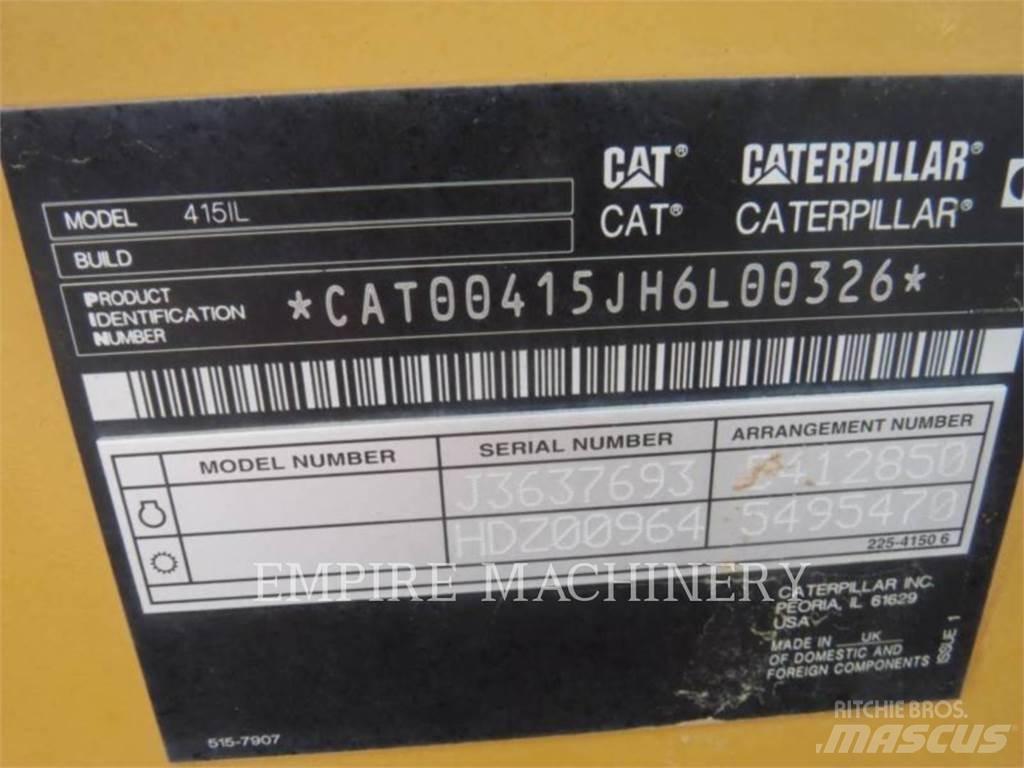 CAT® CATERPILLAR®
CAT® CATERPILLAR®
MODEL 415IL
BUILD
PRODUCT
IDENTIFICATION
NUMBER
*CAT00415JH6L00326*
MODEL NUMBER SERIAL NUMBER ARRANGEMENT NUMBER
J3637693 5412850
HDZ00964 5495470
225-4150 6
EMPIRE MACHINERY
CATERPILLAR INC.
PEORIA, IL 61629
USA
MADE IN UK
OF DOMESTIC AND
FOREIGN COMPONENTS
ISSUE 1
515-7907
RITCHIE BROS.
MASCUS